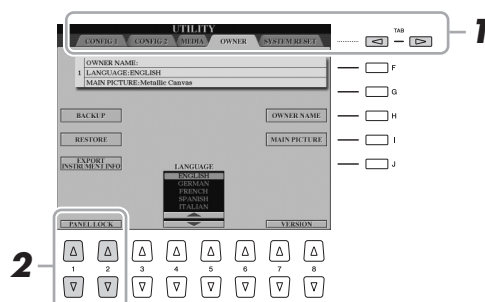 UTILITY
CONFIG 1 CONFIG 2 MEDIA OWNER SYSTEM RESET
TAB
1
OWNER NAME:
1 LANGUAGE:ENGLISH
MAIN PICTURE:Metallic Canvas
F
G
BACKUP OWNER NAME H
RESTORE MAIN PICTURE I
EXPORT INSTRUMENT INFO J
LANGUAGE
ENGLISH
GERMAN
FRENCH
SPANISH
ITALIAN
PANEL LOCK VERSION
2
1 2 3 4 5 6 7 8